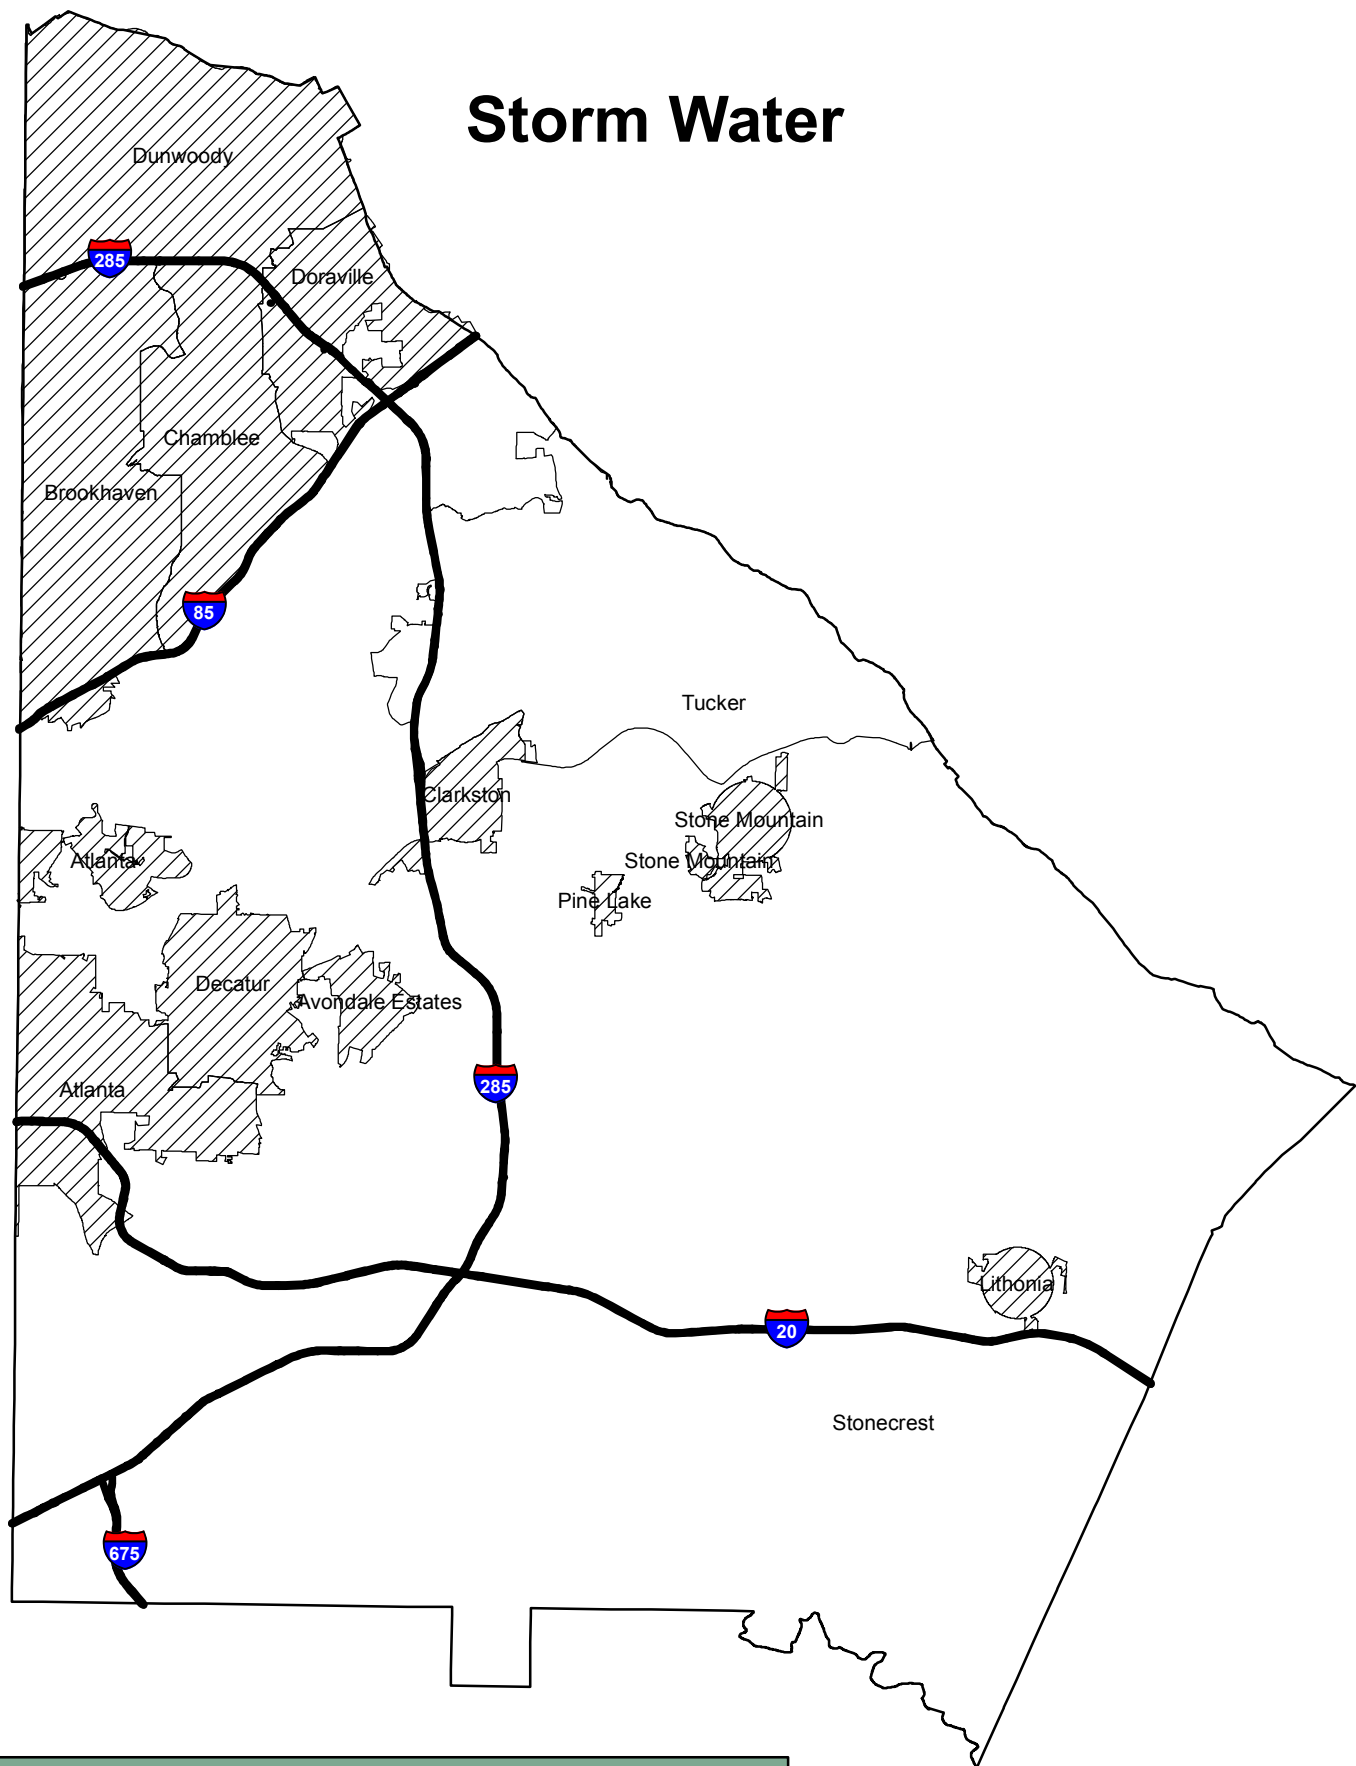 Storm Water
Dunwoody
285
Doraville
Chamblee
Brookhaven
85
Tucker
Clarkston
Stone Mountain
Atlanta
Stone Mountain
Pine Lake
Decatur
Avondale Estates
285
Atlanta
Lithonia
20
Stonecrest
675